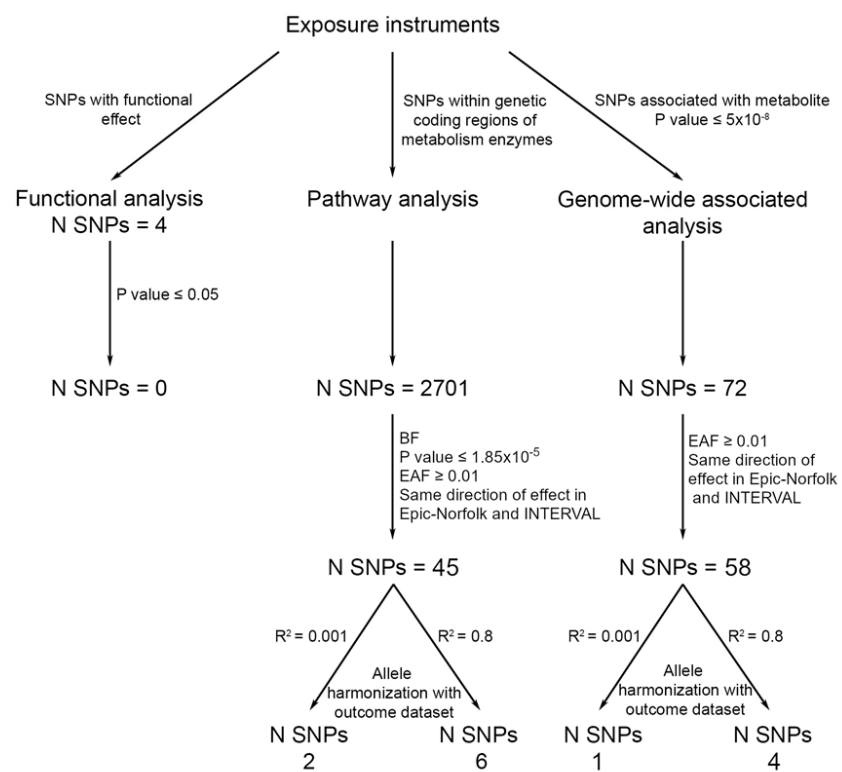 Exposure instruments
SNPs with functional
effect
SNPs within genetic
coding regions of
metabolism enzymes
SNPs associated with metabolite
P value ≤ 5x10⁻⁸
Functional analysis
N SNPs = 4
Pathway analysis
Genome-wide associated
analysis
P value ≤ 0.05
N SNPs = 0
N SNPs = 2701
N SNPs = 72
BF
P value ≤ 1.85x10⁻⁵
EAF ≥ 0.01
Same direction of effect in
Epic-Norfolk and INTERVAL
EAF ≥ 0.01
Same direction of
effect in Epic-Norfolk
and INTERVAL
N SNPs = 45
N SNPs = 58
R² = 0.001
R² = 0.8
Allele
harmonization with
outcome dataset
R² = 0.001
R² = 0.8
Allele
harmonization with
outcome dataset
N SNPs
2
N SNPs
6
N SNPs
1
N SNPs
4